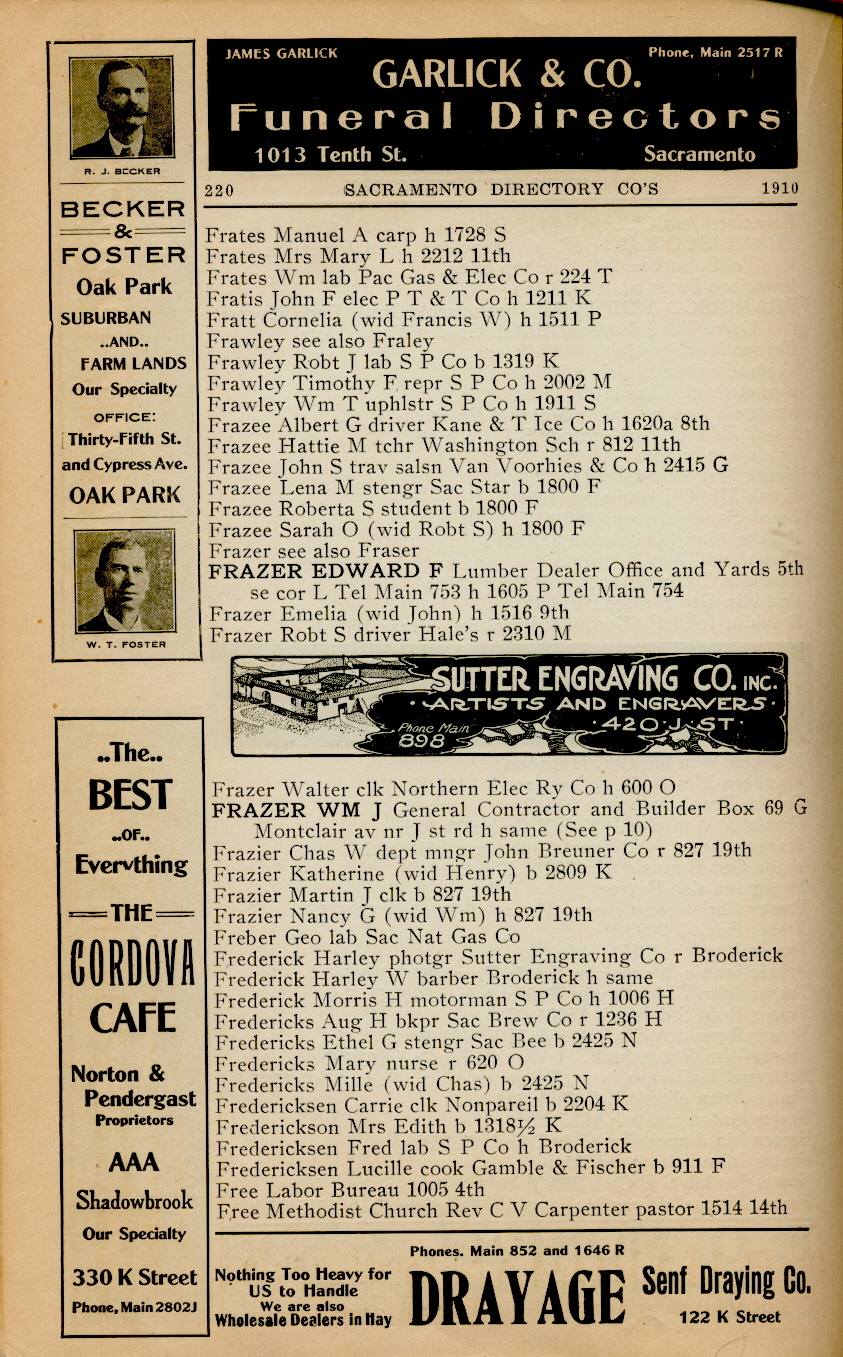 JAMES GARLICK Phone, Main 2517 R
GARLICK & CO.
Funeral Directors
1013 Tenth St. Sacramento
220 SACRAMENTO DIRECTORY CO'S 1910
R. J. BECKER
BECKER
&
FOSTER
Oak Park
SUBURBAN
..AND..
FARM LANDS
Our Specialty
OFFICE:
Thirty-Fifth St.
and Cypress Ave.
OAK PARK
W. T. FOSTER
Frates Manuel A carp h 1728 S
Frates Mrs Mary L h 2212 11th
Frates Wm lab Pac Gas & Elec Co r 224 T
Fratis John F elec P T & T Co h 1211 K
Fratt Cornelia (wid Francis W) h 1511 P
Frawley see also Fraley
Frawley Robt J lab S P Co b 1319 K
Frawley Timothy F repr S P Co h 2002 M
Frawley Wm T uphlstr S P Co h 1911 S
Frazee Albert G driver Kane & T Ice Co h 1620a 8th
Frazee Hattie M tchr Washington Sch r 812 11th
Frazee John S trav salsn Van Voorhies & Co h 2415 G
Frazee Lena M stengr Sac Star b 1800 F
Frazee Roberta S student b 1800 F
Frazee Sarah O (wid Robt S) h 1800 F
Frazer see also Fraser
FRAZER EDWARD F Lumber Dealer Office and Yards 5th
se cor L Tel Main 753 h 1605 P Tel Main 754
Frazer Emelia (wid John) h 1516 9th
Frazer Robt S driver Hale's r 2310 M
SUTTER ENGRAVING CO. INC.
·ARTISTS AND ENGRAVERS·
·420·J·ST·
Phone Main
898
..The..
BEST
..OF..
Everything
THE
CORDOVA
CAFE
Norton &
Pendergast
Proprietors
AAA
Shadowbrook
Our Specialty
330 K Street
Phone, Main 2802J
Frazer Walter clk Northern Elec Ry Co h 600 O
FRAZER WM J General Contractor and Builder Box 69 G
Montclair av nr J st rd h same (See p 10)
Frazier Chas W dept mngr John Breuner Co r 827 19th
Frazier Katherine (wid Henry) b 2809 K
Frazier Martin J clk b 827 19th
Frazier Nancy G (wid Wm) h 827 19th
Freber Geo lab Sac Nat Gas Co
Frederick Harley photgr Sutter Engraving Co r Broderick
Frederick Harley W barber Broderick h same
Frederick Morris H motorman S P Co h 1006 H
Fredericks Aug H bkpr Sac Brew Co r 1236 H
Fredericks Ethel G stengr Sac Bee b 2425 N
Fredericks Mary nurse r 620 O
Fredericks Mille (wid Chas) b 2425 N
Fredericksen Carrie clk Nonpareil b 2204 K
Frederickson Mrs Edith b 1318½ K
Fredericksen Fred lab S P Co h Broderick
Fredericksen Lucille cook Gamble & Fischer b 911 F
Free Labor Bureau 1005 4th
Free Methodist Church Rev C V Carpenter pastor 1514 14th
Phones. Main 852 and 1646 R
Nothing Too Heavy for
US to Handle
We are also
Wholesale Dealers in Hay
DRAYAGE
Senf Draying Co.
122 K Street